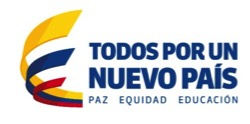 TODOS POR UN
NUEVO PAÍS
PAZ EQUIDAD EDUCACIÓN